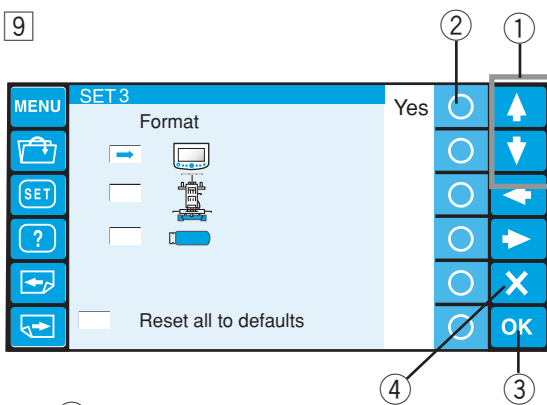 9
② ①
MENU SET 3 Yes
Format
SET
?
Reset all to defaults OK
④ ③